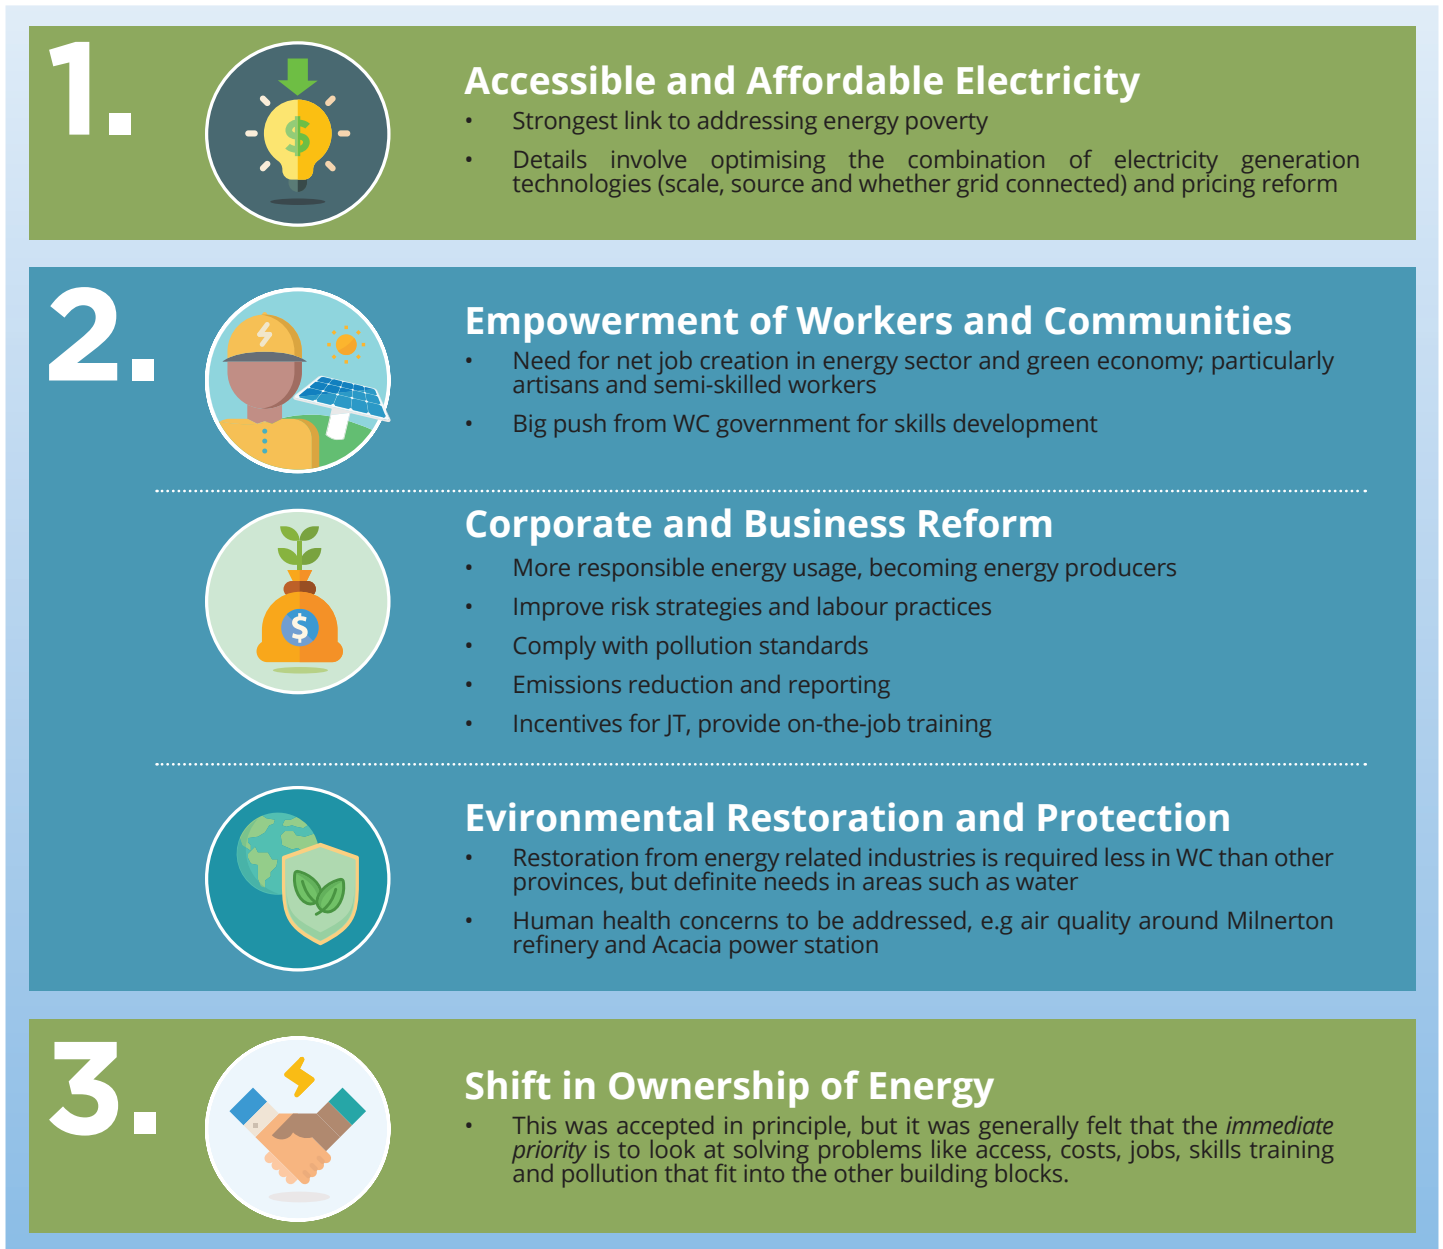 1.
Accessible and Affordable Electricity
• Strongest link to addressing energy poverty
• Details involve optimising the combination of electricity generation
technologies (scale, source and whether grid connected) and pricing reform
2.
Empowerment of Workers and Communities
• Need for net job creation in energy sector and green economy; particularly
artisans and semi-skilled workers
• Big push from WC government for skills development
Corporate and Business Reform
• More responsible energy usage, becoming energy producers
• Improve risk strategies and labour practices
• Comply with pollution standards
• Emissions reduction and reporting
• Incentives for JT, provide on-the-job training
Evironmental Restoration and Protection
• Restoration from energy related industries is required less in WC than other
provinces, but definite needs in areas such as water
• Human health concerns to be addressed, e.g air quality around Milnerton
refinery and Acacia power station
3.
Shift in Ownership of Energy
• This was accepted in principle, but it was generally felt that the immediate
priority is to look at solving problems like access, costs, jobs, skills training
and pollution that fit into the other building blocks.
$
$